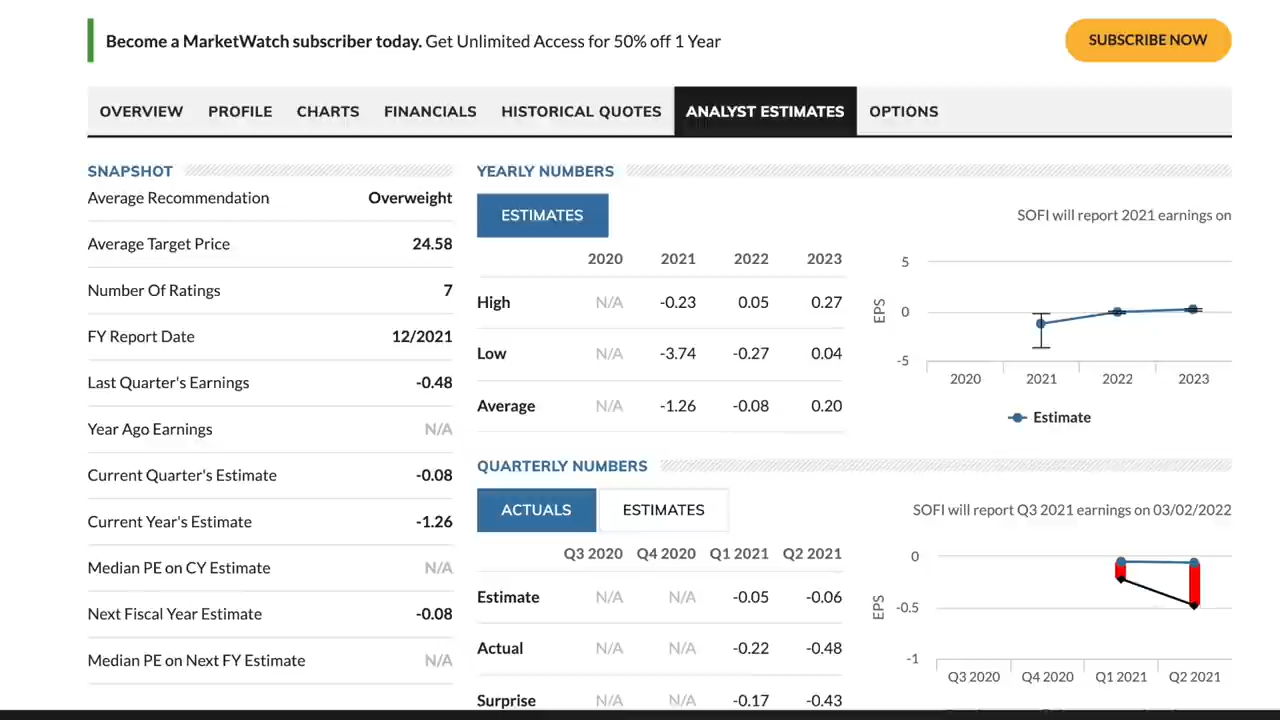 Become a MarketWatch subscriber today. Get Unlimited Access for 50% off 1 Year
SUBSCRIBE NOW
OVERVIEW PROFILE CHARTS FINANCIALS HISTORICAL QUOTES ANALYST ESTIMATES OPTIONS
SNAPSHOT
Average Recommendation Overweight
Average Target Price 24.58
Number Of Ratings 7
FY Report Date 12/2021
Last Quarter's Earnings -0.48
Year Ago Earnings N/A
Current Quarter's Estimate -0.08
Current Year's Estimate -1.26
Median PE on CY Estimate N/A
Next Fiscal Year Estimate -0.08
Median PE on Next FY Estimate N/A
YEARLY NUMBERS
ESTIMATES
2020 2021 2022 2023
High N/A -0.23 0.05 0.27
Low N/A -3.74 -0.27 0.04
Average N/A -1.26 -0.08 0.20
SOFI will report 2021 earnings on
5
EPS
0
-5
2020 2021 2022 2023
Estimate
QUARTERLY NUMBERS
ACTUALS ESTIMATES
Q3 2020 Q4 2020 Q1 2021 Q2 2021
Estimate N/A N/A -0.05 -0.06
Actual N/A N/A -0.22 -0.48
Surprise N/A N/A -0.17 -0.43
SOFI will report Q3 2021 earnings on 03/02/2022
0
EPS
-0.5
-1
Q3 2020 Q4 2020 Q1 2021 Q2 2021